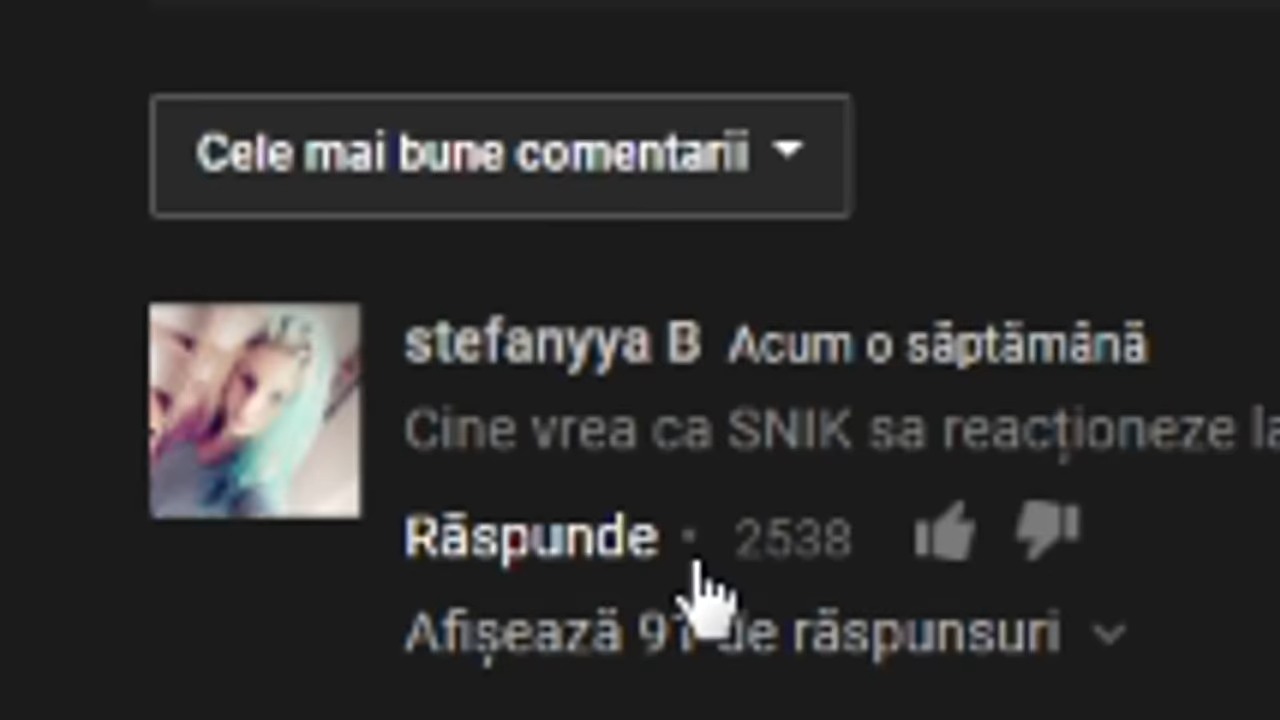 Cele mai bune comentarii
stefanyya B Acum o săptămână
Cine vrea ca SNIK sa reacționeze la
Răspunde · 2538
Afișează 91 de răspunsuri